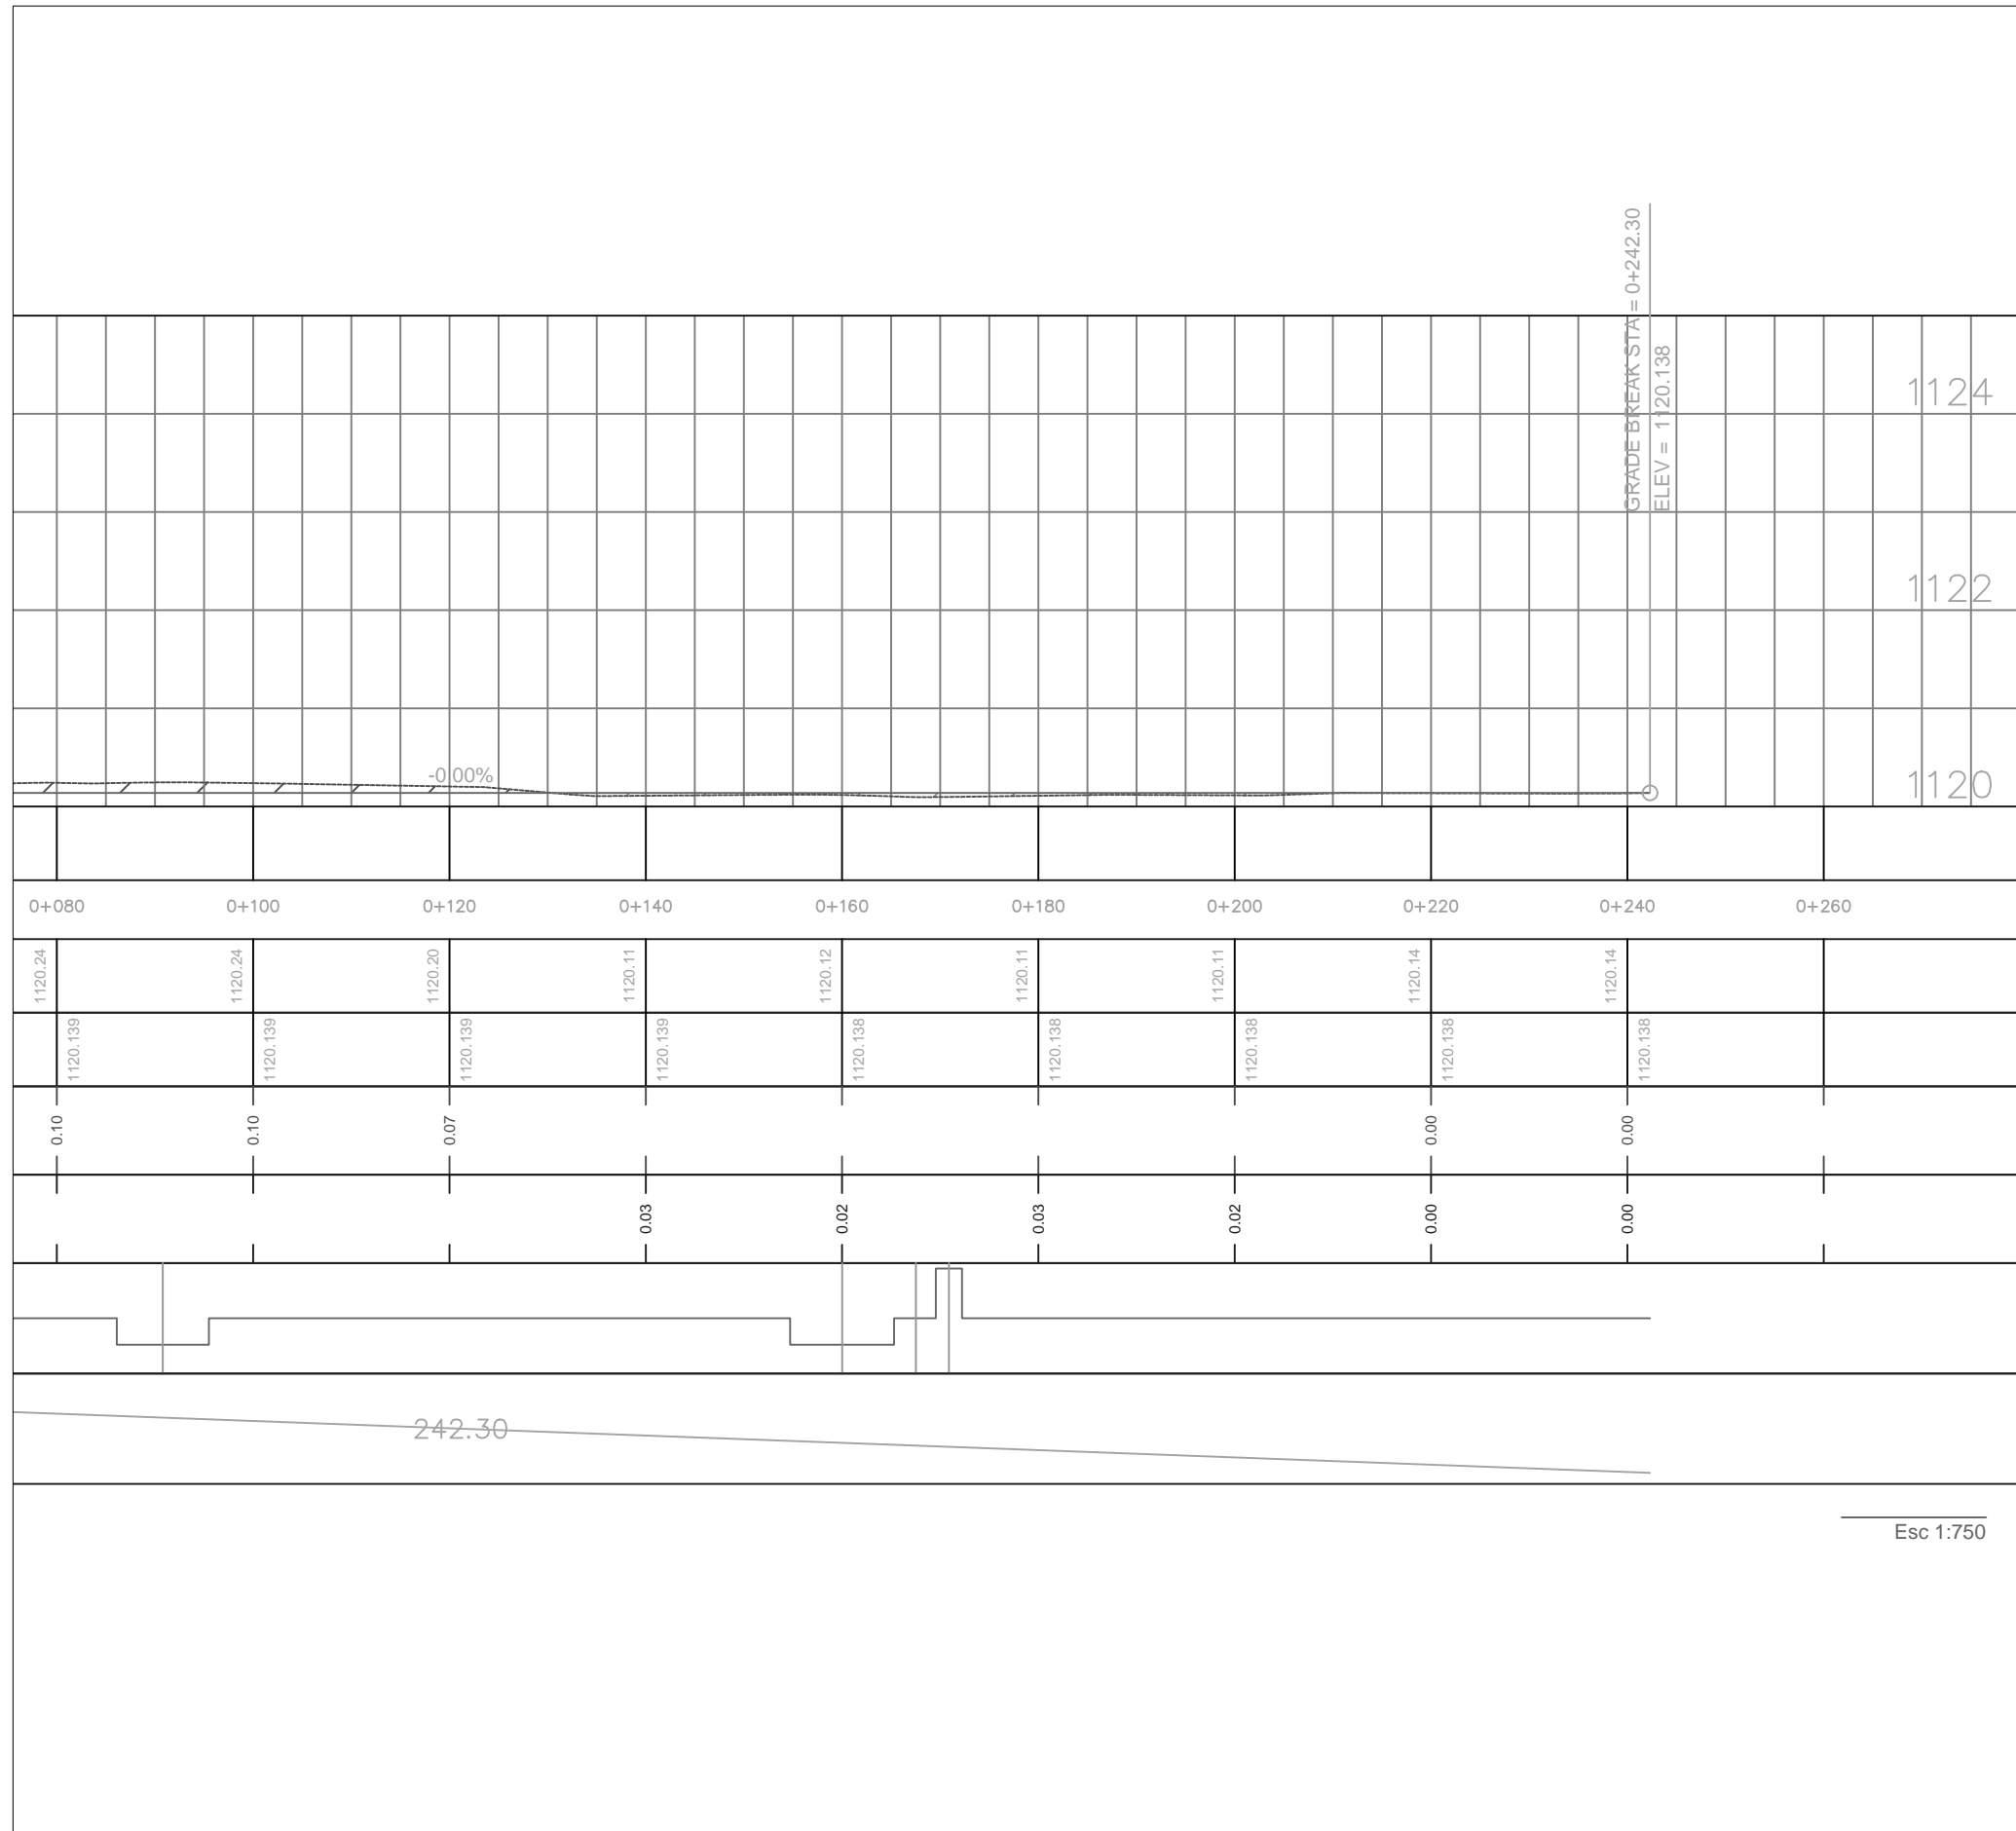 GRADE BREAK STA = 0+242.30
ELEV = 1120.138
1124
1122
-0.00%
1120
0+080 0+100 0+120 0+140 0+160 0+180 0+200 0+220 0+240 0+260
1120.24 1120.24 1120.20 1120.11 1120.12 1120.11 1120.11 1120.14 1120.14
1120.139 1120.139 1120.139 1120.139 1120.138 1120.138 1120.138 1120.138 1120.138
0.10 0.10 0.07 0.00 0.00
0.03 0.02 0.03 0.02 0.00 0.00
242.30
Esc 1:750